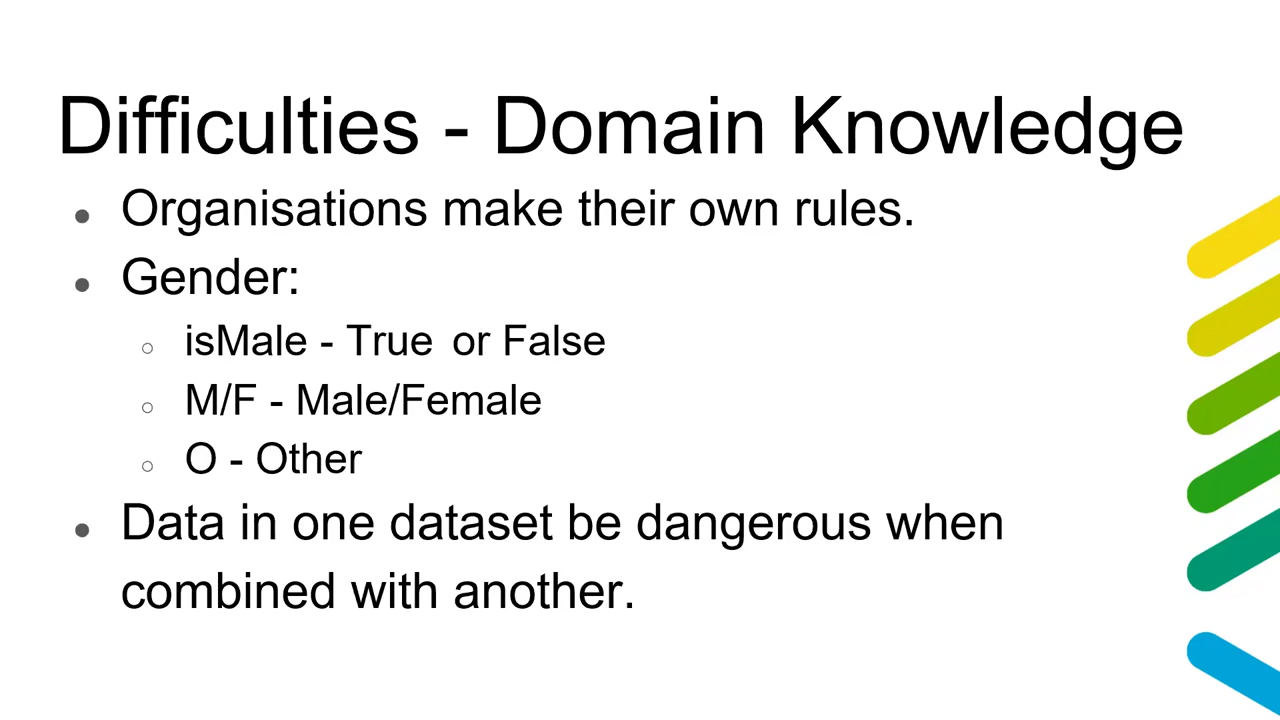 Difficulties - Domain Knowledge
● Organisations make their own rules.
● Gender:
○ isMale - True or False
○ M/F - Male/Female
○ O - Other
● Data in one dataset be dangerous when
combined with another.